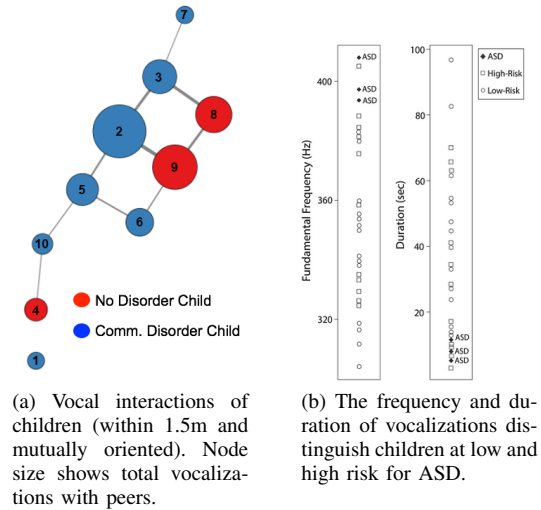 7
3
8
2
9
5
6
10
4
1
No Disorder Child
Comm. Disorder Child
(a) Vocal interactions of
children (within 1.5m and
mutually oriented). Node
size shows total vocaliza-
tions with peers.
Fundamental Frequency (Hz)
400
360
320
ASD
ASD
ASD
Duration (sec)
100
80
60
40
20
ASD
High-Risk
Low-Risk
ASD
ASD
ASD
(b) The frequency and du-
ration of vocalizations dis-
tinguish children at low and
high risk for ASD.